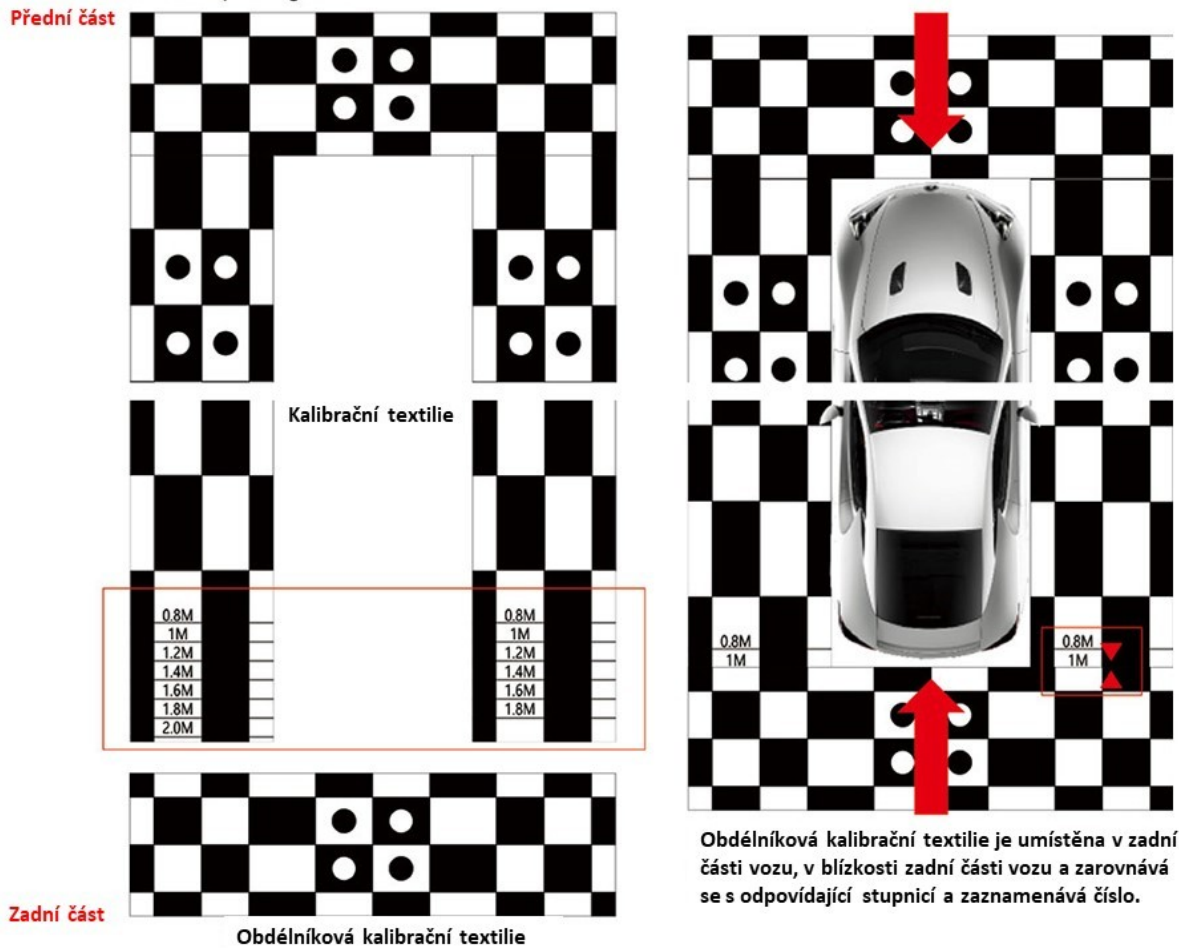 Přední část
Kalibrační textilie
0.8M
1M
1.2M
1.4M
1.6M
1.8M
2.0M
0.8M
1M
1.2M
1.4M
1.6M
1.8M
Zadní část
Obdélníková kalibrační textilie
0.8M
1M
0.8M
1M
Obdélníková kalibrační textilie je umístěna v zadní
části vozu, v blízkosti zadní části vozu a zarovnává
se s odpovídající stupnicí a zaznamenává číslo.